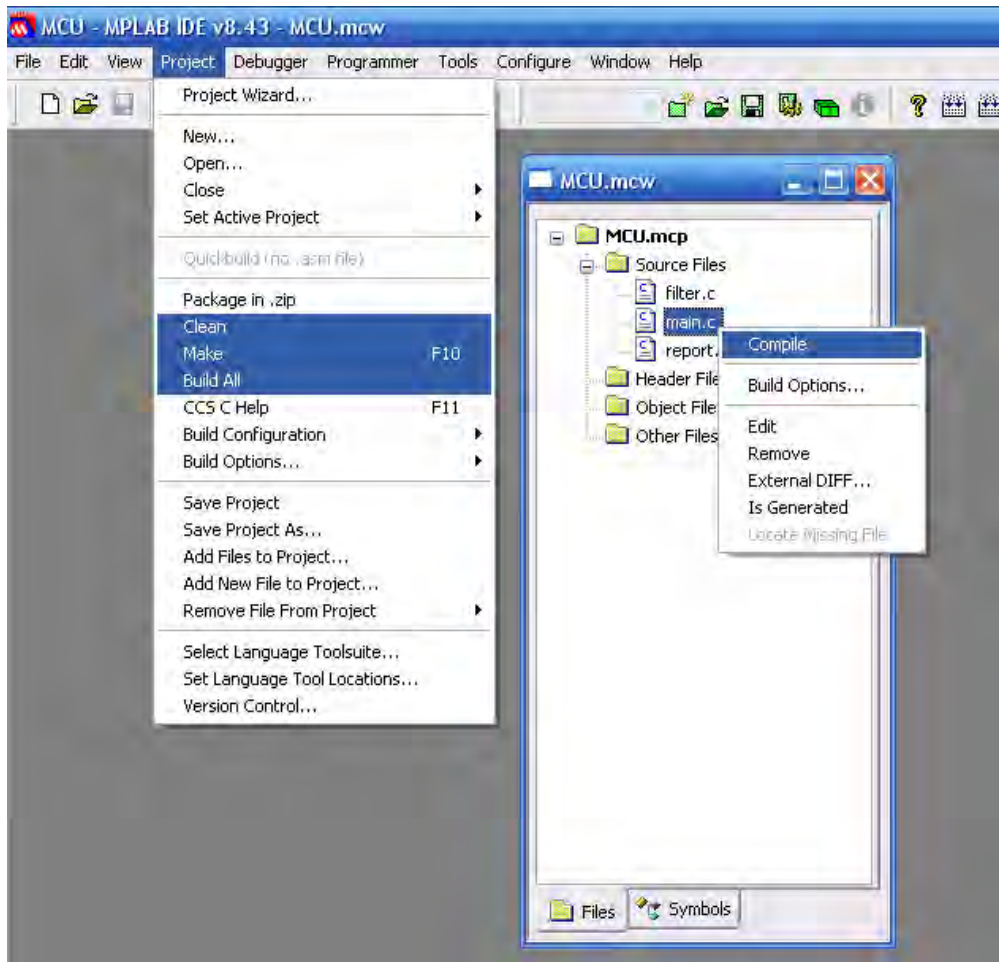 MCU - MPLAB IDE v8.43 - MCU.mcw
File Edit View Project Debugger Programmer Tools Configure Window Help
Project Wizard...
New...
Open...
Close
Set Active Project
Quickbuild (no .asm file)
Package in .zip
Clean
Make F10
Build All
CCS C Help F11
Build Configuration
Build Options...
Save Project
Save Project As...
Add Files to Project...
Add New File to Project...
Remove File From Project
Select Language Toolsuite...
Set Language Tool Locations...
Version Control...
MCU.mcw
MCU.mcp
Source Files
filter.c
main.c
report.
Header File
Object File
Other Files
Compile
Build Options...
Edit
Remove
External DIFF...
Is Generated
Locate Missing File
Files Symbols